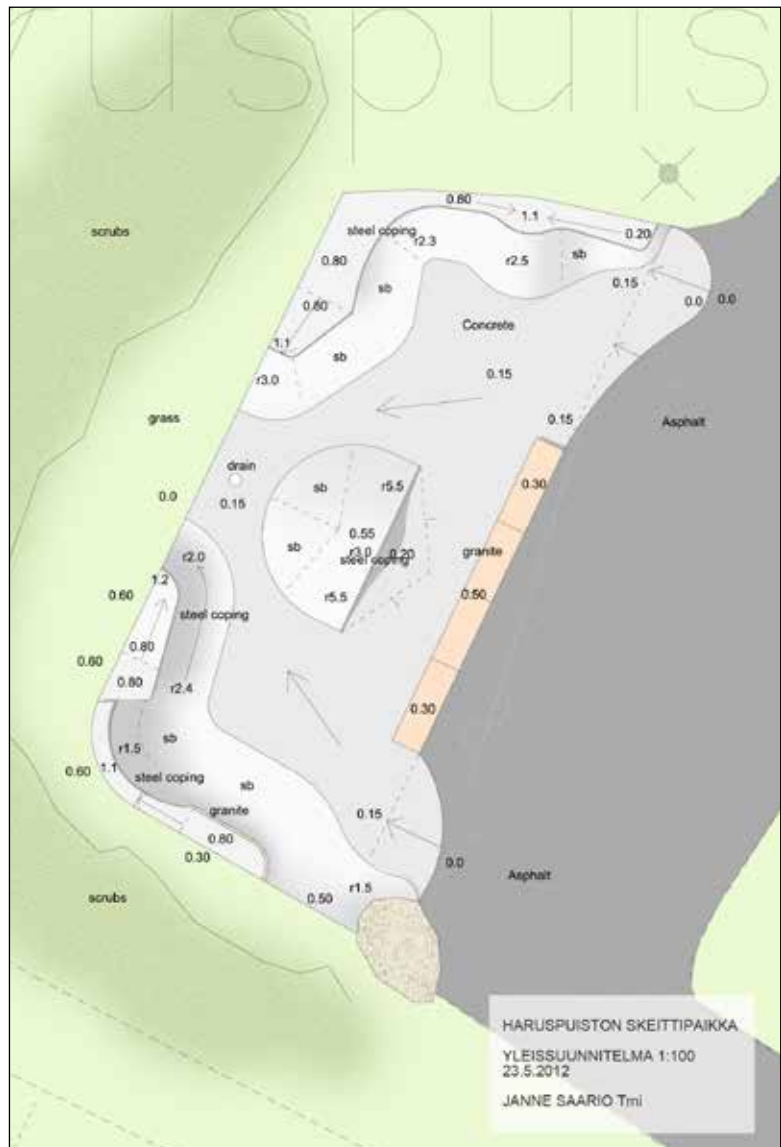 ruspuis
0.80
1.1
steel coping
0.20
scrubs
r2.3
0.80
r2.5
sb
sb
0.15
0.0
0.0
0.60
Concrete
1.1
sb
r3.0
0.15
0.15
Asphalt
grass
drain
sb
r5.5
0.30
0.0
0.15
0.55
sb
r3.0
0.20
granite
steel coping
r2.0
1.2
0.60
r5.5
0.50
steel coping
0.80
0.60
0.80
r2.4
0.30
sb
r1.5
0.60
1.1
steel coping
sb
granite
0.15
0.80
0.30
0.0
Asphalt
scrubs
0.50
r1.5
HARUSPUISTON SKEITTIPAIKKA
YLEISSUUNNITELMA 1:100
23.5.2012
JANNE SAARIO Tmi